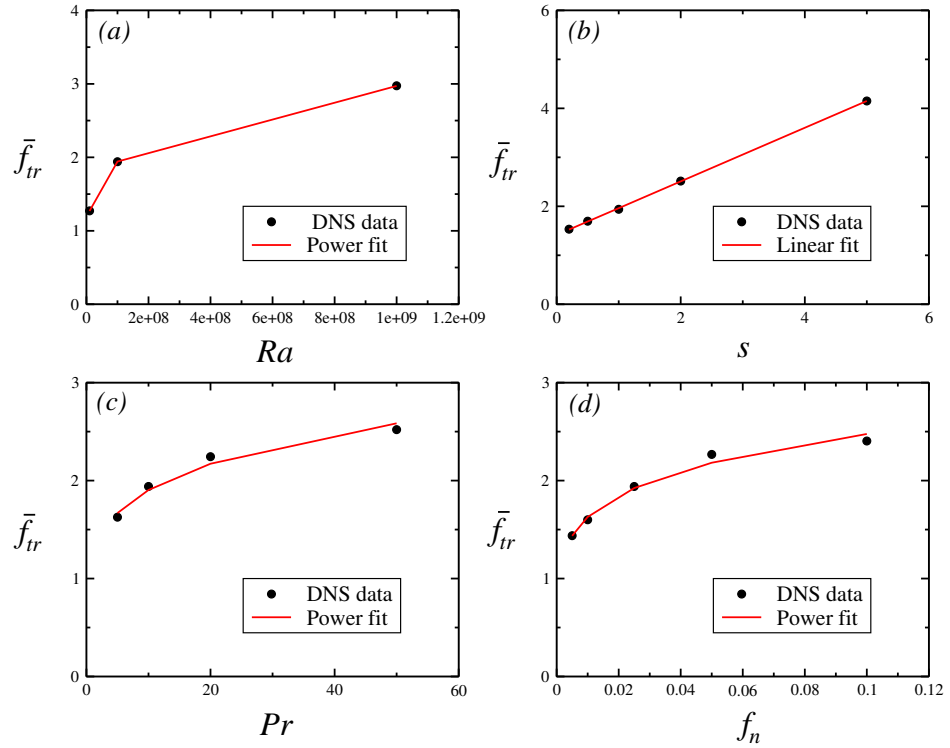 (a)
4
3
2
1
0
f̄tr
DNS data
Power fit
0 2e+08 4e+08 6e+08 8e+08 1e+09 1.2e+09
Ra
(b)
6
4
2
0
f̄tr
DNS data
Linear fit
0 2 4 6
s
(c)
3
2
1
0
f̄tr
DNS data
Power fit
0 20 40 60
Pr
(d)
3
2
1
0
f̄tr
DNS data
Power fit
0 0.02 0.04 0.06 0.08 0.1 0.12
fn